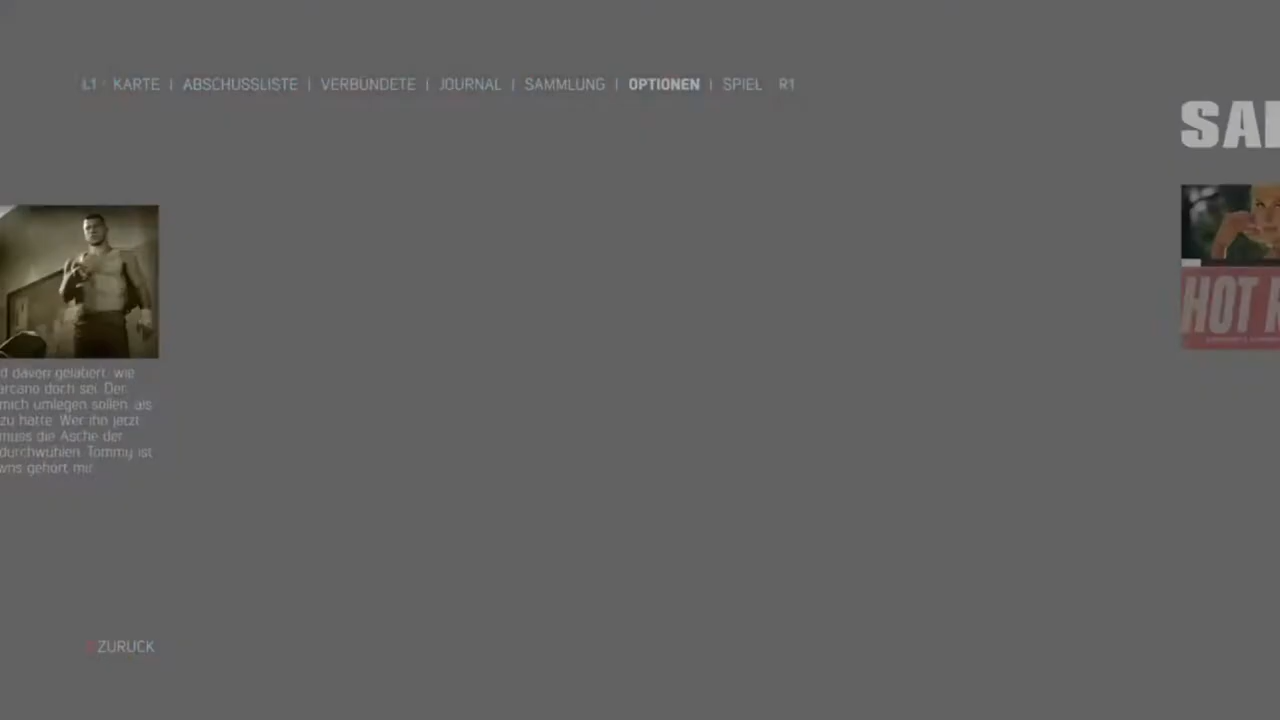 L1 KARTE | ABSCHUSSLISTE | VERBÜNDETE | JOURNAL | SAMMLUNG | OPTIONEN | SPIEL R1
SA
HOT
d davon gelabert, wie
arcano doch sei. Der
mich umlegen sollen, als
zu hatte. Wer ihn jetzt
muss die Asche der
durchwühlen. Tommy ist
wns gehört mir.
ZURÜCK